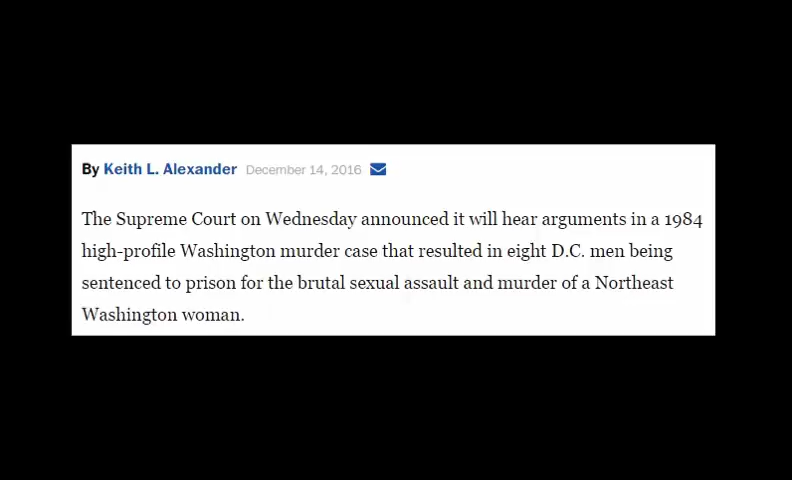 By Keith L. Alexander December 14, 2016
The Supreme Court on Wednesday announced it will hear arguments in a 1984
high-profile Washington murder case that resulted in eight D.C. men being
sentenced to prison for the brutal sexual assault and murder of a Northeast
Washington woman.